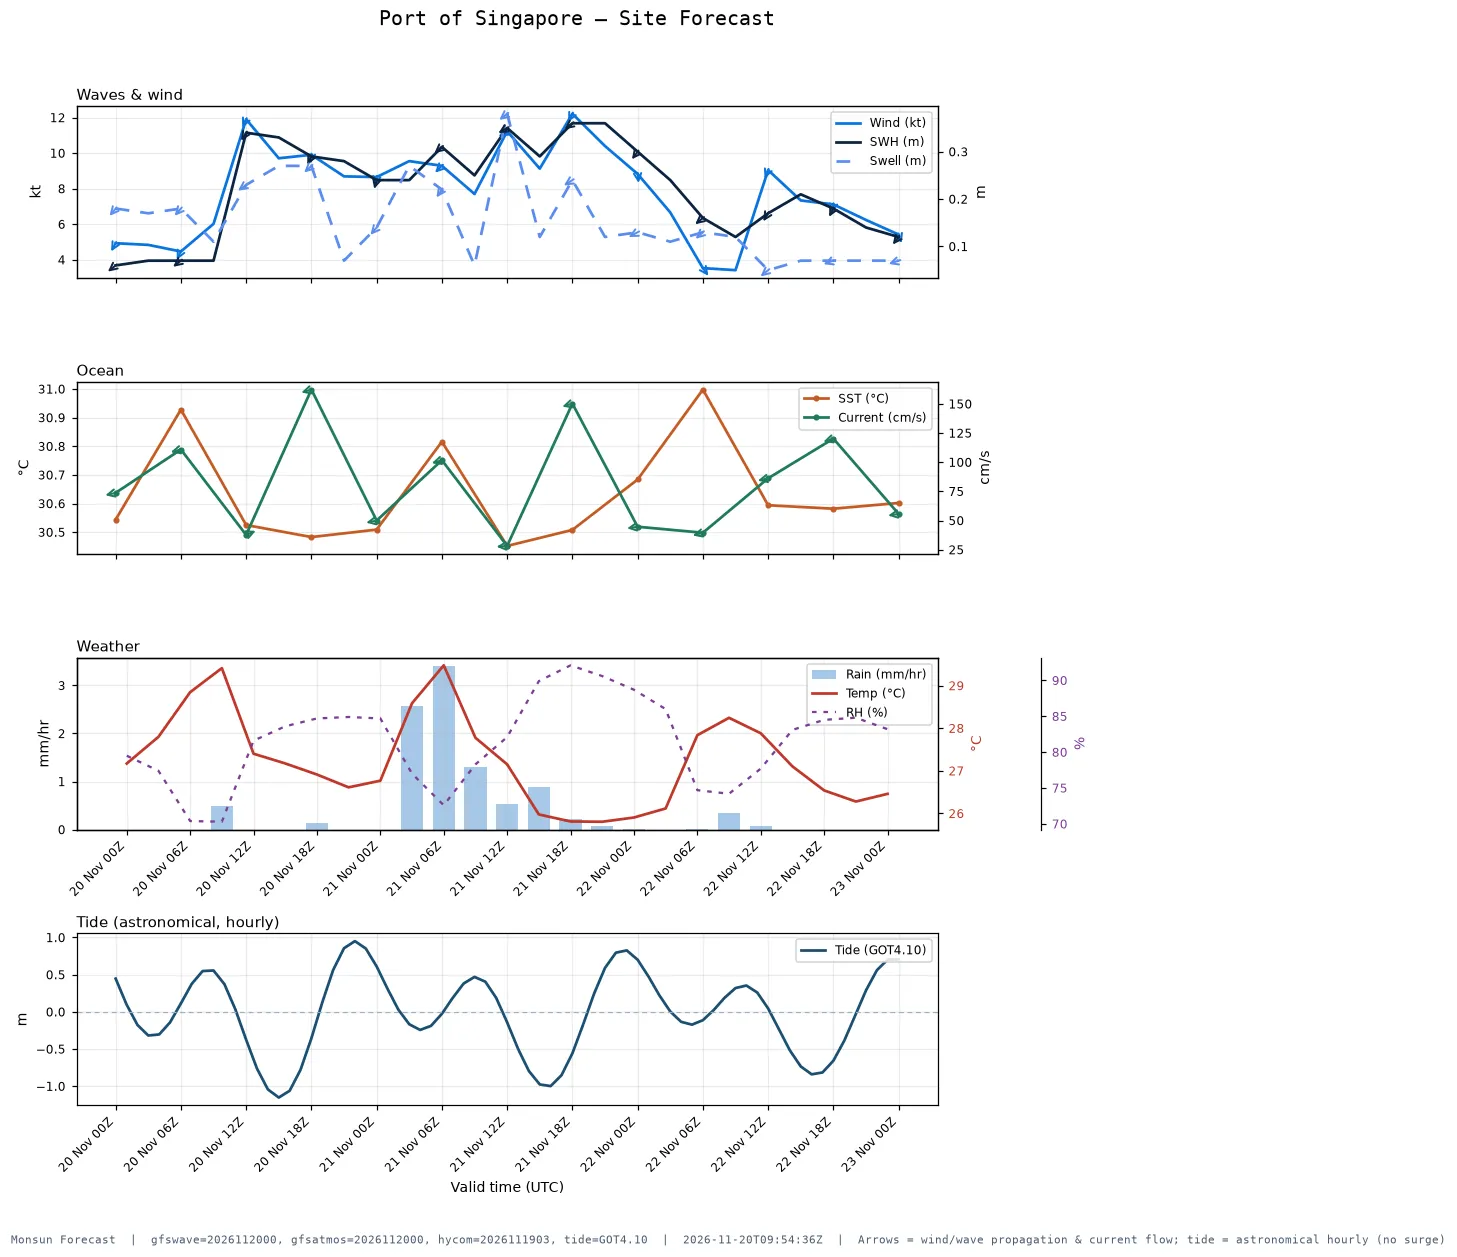 Port of Singapore — Site Forecast
Waves & wind
12
10
8
6
4
kt
Wind (kt)
SWH (m)
Swell (m)
0.3
0.2
0.1
m
Ocean
31.0
30.9
30.8
30.7
30.6
30.5
°C
SST (°C)
Current (cm/s)
150
125
100
75
50
25
cm/s
Weather
3
2
1
0
mm/hr
Rain (mm/hr)
Temp (°C)
RH (%)
29
28
27
26
°C
90
85
80
75
70
%
20 Nov 00Z
20 Nov 06Z
20 Nov 12Z
20 Nov 18Z
21 Nov 00Z
21 Nov 06Z
21 Nov 12Z
21 Nov 18Z
22 Nov 00Z
22 Nov 06Z
22 Nov 12Z
22 Nov 18Z
23 Nov 00Z
Tide (astronomical, hourly)
1.0
0.5
0.0
−0.5
−1.0
m
Tide (GOT4.10)
20 Nov 00Z
20 Nov 06Z
20 Nov 12Z
20 Nov 18Z
21 Nov 00Z
21 Nov 06Z
21 Nov 12Z
21 Nov 18Z
22 Nov 00Z
22 Nov 06Z
22 Nov 12Z
22 Nov 18Z
23 Nov 00Z
Valid time (UTC)
Monsun Forecast | gfswave=2026112000, gfsatmos=2026112000, hycom=2026111903, tide=GOT4.10 | 2026-11-20T09:54:36Z | Arrows = wind/wave propagation & current flow; tide = astronomical hourly (no surge)